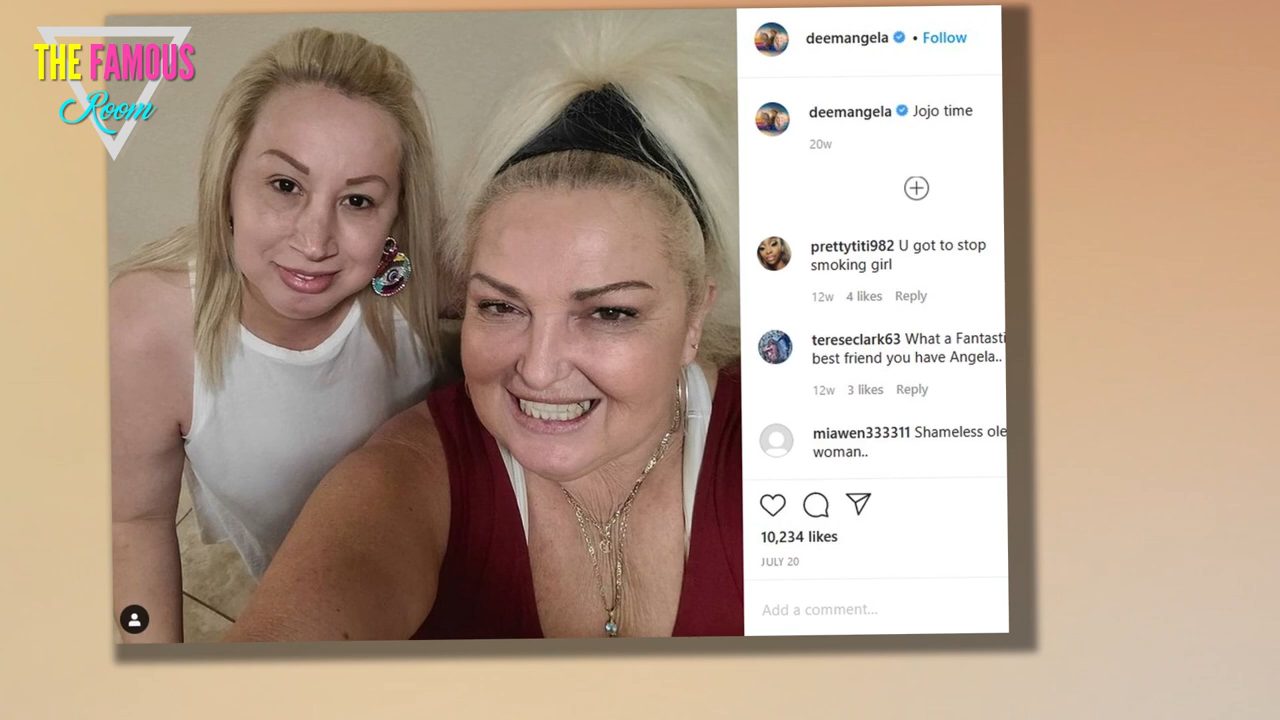 THE FAMOUS
Room
deemangela • Follow
deemangela Jojo time
20w
prettytiti982 U got to stop
smoking girl
12w 4 likes Reply
tereseclark63 What a Fantasti
best friend you have Angela..
12w 3 likes Reply
miawen333311 Shameless ole
woman..
10,234 likes
JULY 20
Add a comment...